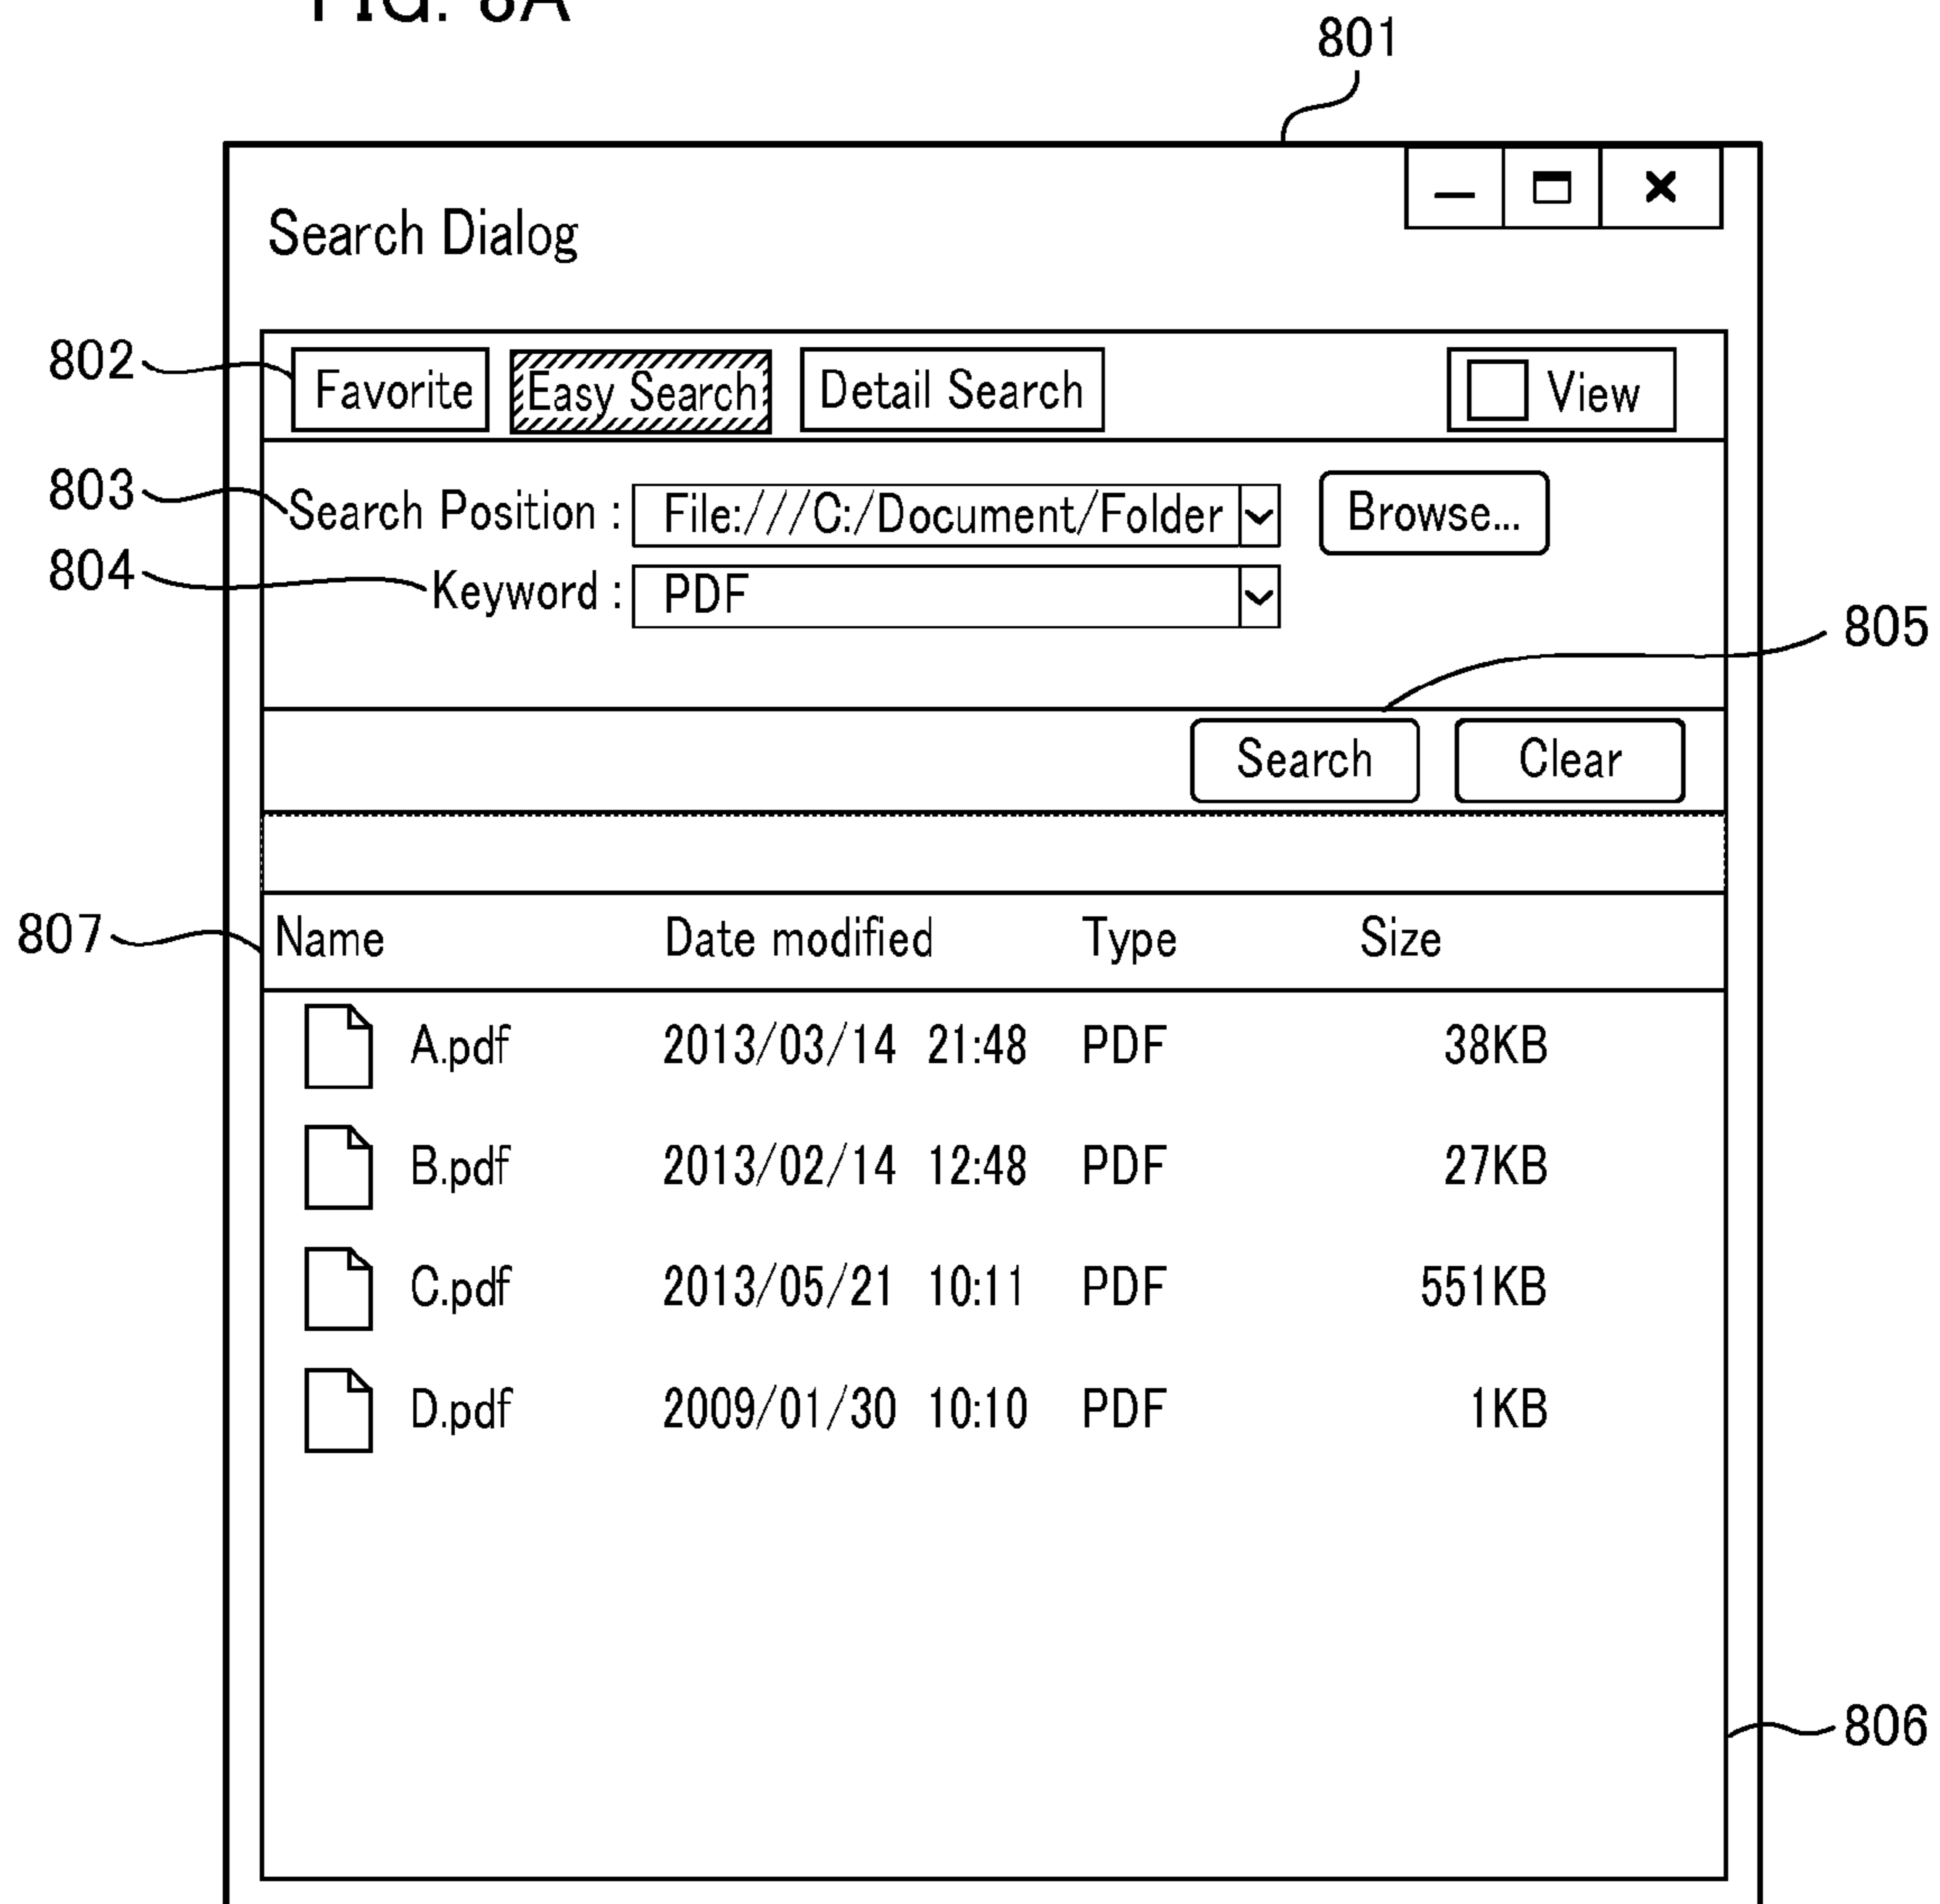 FIG. 8A
801
Search Dialog
802
Favorite Easy Search Detail Search View
803
Search Position : File:///C:/Document/Folder Browse...
804
Keyword : PDF
805
Search Clear
807
Name Date modified Type Size
A.pdf 2013/03/14 21:48 PDF 38KB
B.pdf 2013/02/14 12:48 PDF 27KB
C.pdf 2013/05/21 10:11 PDF 551KB
D.pdf 2009/01/30 10:10 PDF 1KB
806